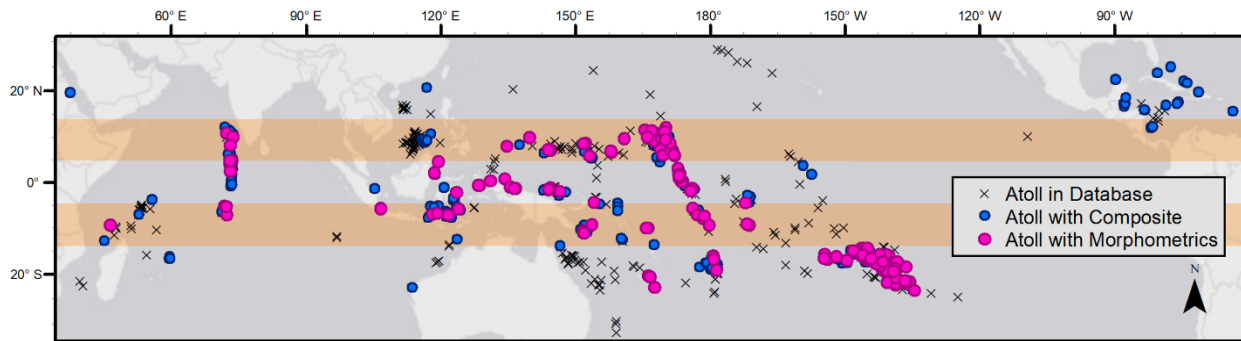 60° E 90° E 120° E 150° E 180° 150° W 120° W 90° W
20° N
0°
20° S
Atoll in Database
Atoll with Composite
Atoll with Morphometrics
N